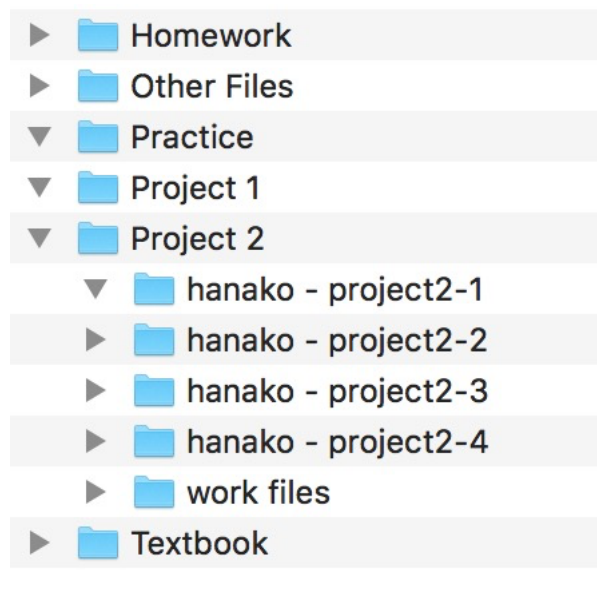 Homework
Other Files
Practice
Project 1
Project 2
hanako - project2-1
hanako - project2-2
hanako - project2-3
hanako - project2-4
work files
Textbook